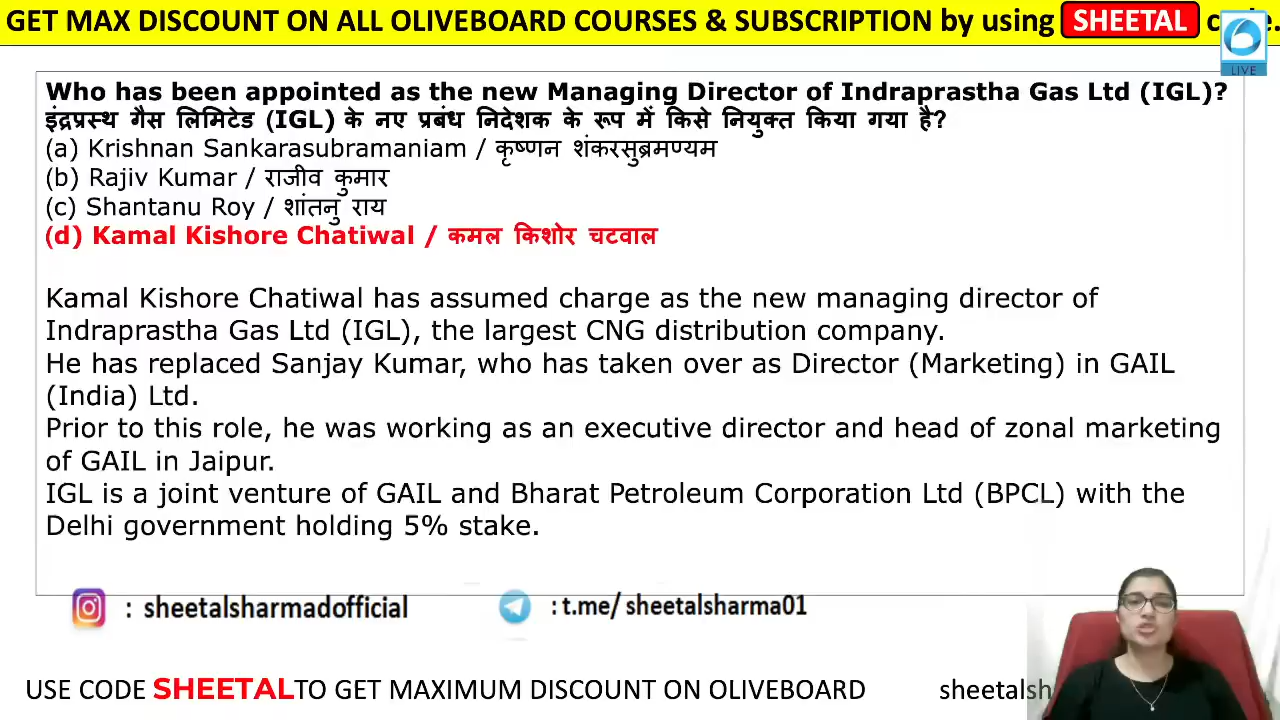 GET MAX DISCOUNT ON ALL OLIVEBOARD COURSES & SUBSCRIPTION by using SHEETAL code.
LIVE
Who has been appointed as the new Managing Director of Indraprastha Gas Ltd (IGL)?
इंद्रप्रस्थ गैस लिमिटेड (IGL) के नए प्रबंध निदेशक के रूप में किसे नियुक्त किया गया है?
(a) Krishnan Sankarasubramaniam / कृष्णन शंकरसुब्रमण्यम
(b) Rajiv Kumar / राजीव कुमार
(c) Shantanu Roy / शांतनु राय
(d) Kamal Kishore Chatiwal / कमल किशोर चटवाल
Kamal Kishore Chatiwal has assumed charge as the new managing director of
Indraprastha Gas Ltd (IGL), the largest CNG distribution company.
He has replaced Sanjay Kumar, who has taken over as Director (Marketing) in GAIL
(India) Ltd.
Prior to this role, he was working as an executive director and head of zonal marketing
of GAIL in Jaipur.
IGL is a joint venture of GAIL and Bharat Petroleum Corporation Ltd (BPCL) with the
Delhi government holding 5% stake.
: sheetalsharmadofficial
: t.me/ sheetalsharma01
USE CODE SHEETALTO GET MAXIMUM DISCOUNT ON OLIVEBOARD